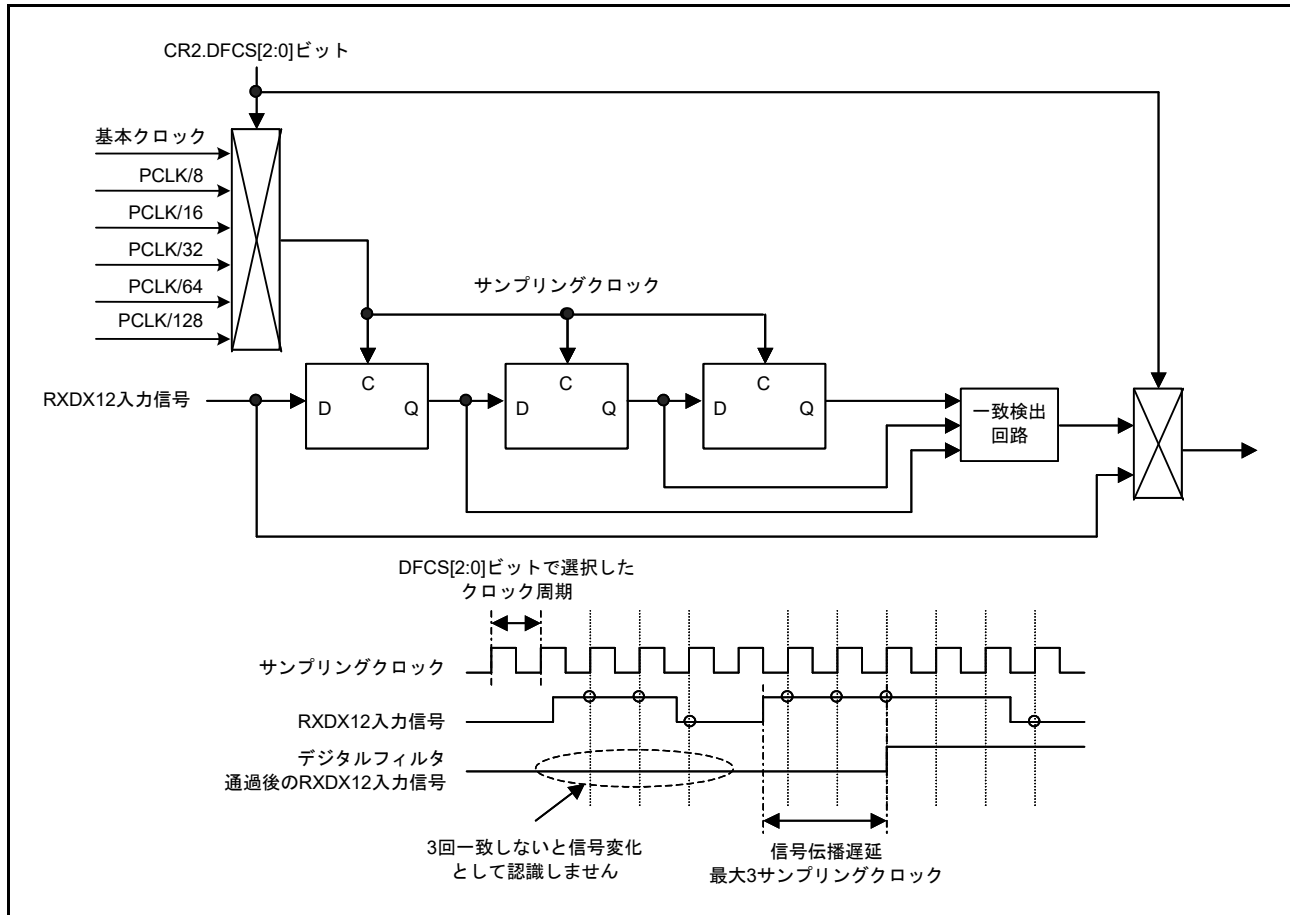 CR2.DFCS[2:0]ビット
基本クロック
PCLK/8
PCLK/16
PCLK/32
PCLK/64
PCLK/128
サンプリングクロック
RXDX12入力信号
C
D
Q
C
D
Q
C
D
Q
一致検出
回路
DFCS[2:0]ビットで選択した
クロック周期
サンプリングクロック
RXDX12入力信号
デジタルフィルタ
通過後のRXDX12入力信号
3回一致しないと信号変化
として認識しません
信号伝播遅延
最大3サンプリングクロック